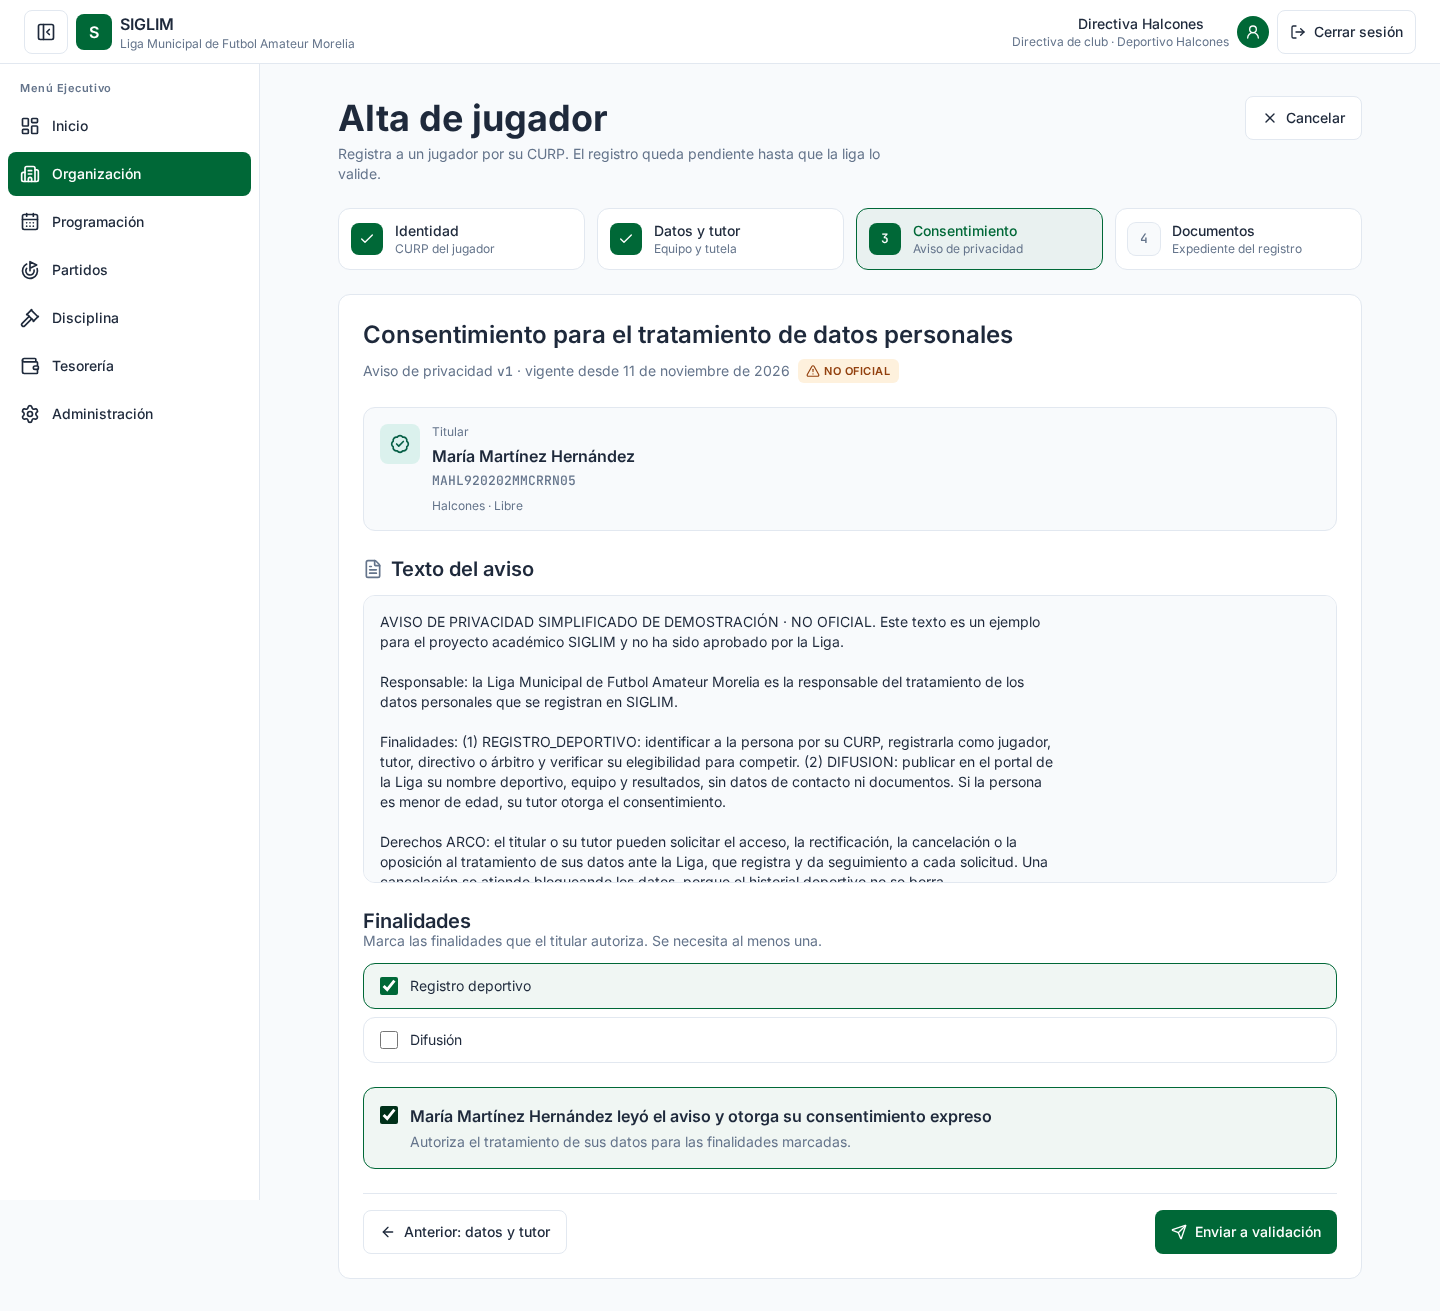 S
SIGLIM
Liga Municipal de Futbol Amateur Morelia
Directiva Halcones
Directiva de club · Deportivo Halcones
Cerrar sesión
Menú Ejecutivo
Inicio
Organización
Programación
Partidos
Disciplina
Tesorería
Administración
Alta de jugador
Cancelar
Registra a un jugador por su CURP. El registro queda pendiente hasta que la liga lo
valide.
Identidad
CURP del jugador
Datos y tutor
Equipo y tutela
3
Consentimiento
Aviso de privacidad
4
Documentos
Expediente del registro
Consentimiento para el tratamiento de datos personales
Aviso de privacidad v1 · vigente desde 11 de noviembre de 2026
NO OFICIAL
Titular
María Martínez Hernández
MAHL920202MMCRRN05
Halcones · Libre
Texto del aviso
AVISO DE PRIVACIDAD SIMPLIFICADO DE DEMOSTRACIÓN · NO OFICIAL. Este texto es un ejemplo
para el proyecto académico SIGLIM y no ha sido aprobado por la Liga.
Responsable: la Liga Municipal de Futbol Amateur Morelia es la responsable del tratamiento de los
datos personales que se registran en SIGLIM.
Finalidades: (1) REGISTRO_DEPORTIVO: identificar a la persona por su CURP, registrarla como jugador,
tutor, directivo o árbitro y verificar su elegibilidad para competir. (2) DIFUSION: publicar en el portal de
la Liga su nombre deportivo, equipo y resultados, sin datos de contacto ni documentos. Si la persona
es menor de edad, su tutor otorga el consentimiento.
Derechos ARCO: el titular o su tutor pueden solicitar el acceso, la rectificación, la cancelación o la
oposición al tratamiento de sus datos ante la Liga, que registra y da seguimiento a cada solicitud. Una
cancelación se atiende bloqueando los datos, porque el historial deportivo no se borra.
Finalidades
Marca las finalidades que el titular autoriza. Se necesita al menos una.
Registro deportivo
Difusión
María Martínez Hernández leyó el aviso y otorga su consentimiento expreso
Autoriza el tratamiento de sus datos para las finalidades marcadas.
Anterior: datos y tutor
Enviar a validación